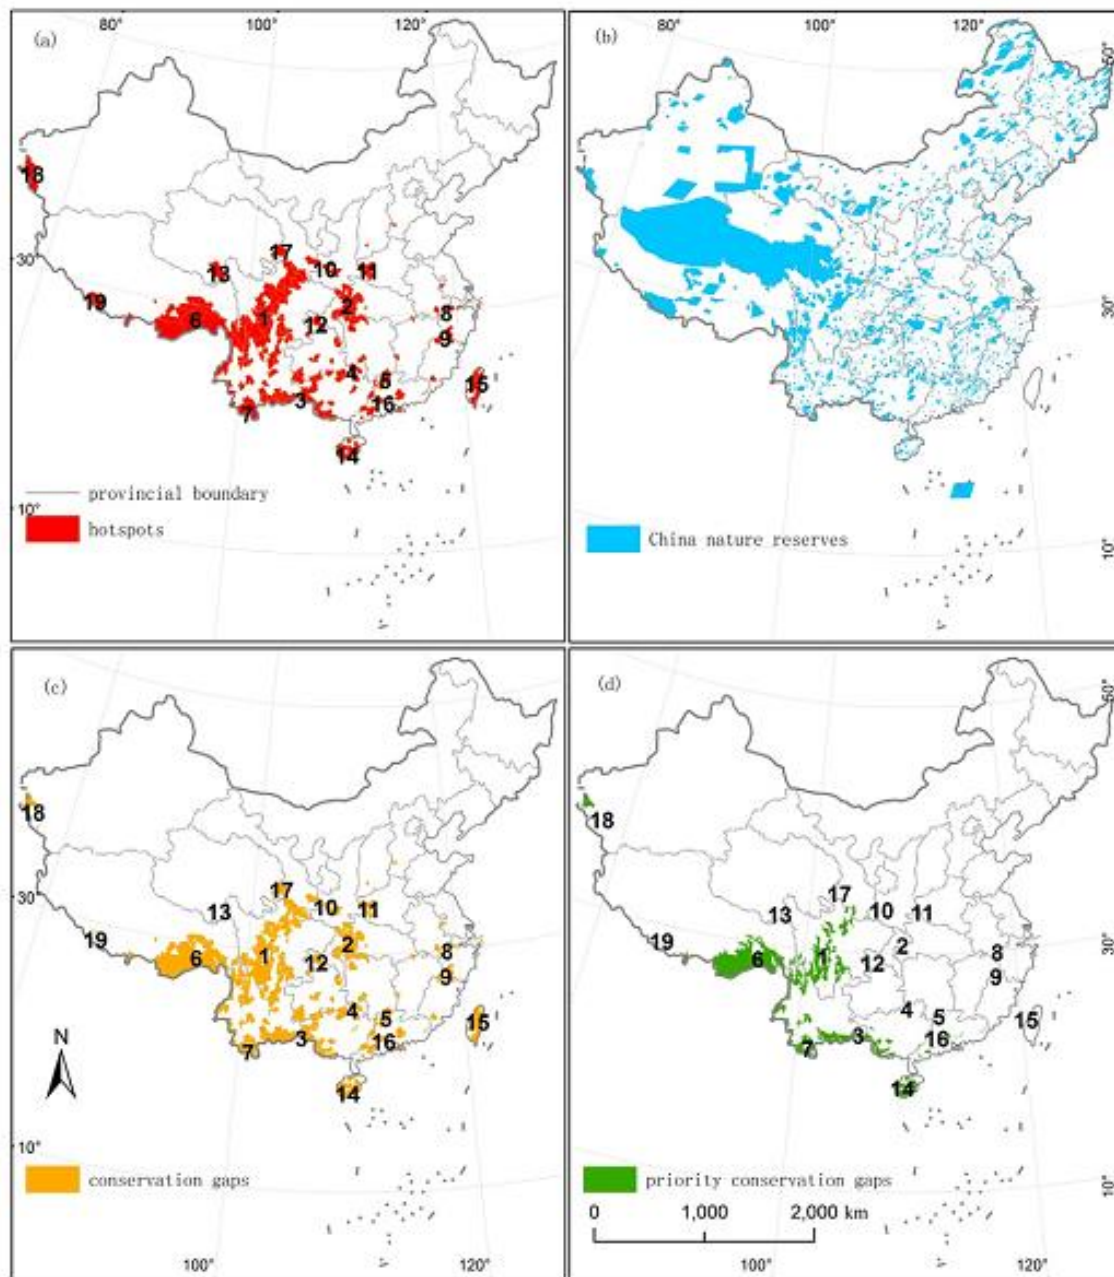 80° 100° 120°
(a)
18
17
13 10 11
30°
19 2
6 1 12 8
9
4 5 15
3 16
7
14
provincial boundary
10°
hotspots
100° 120°
(b)
50°
30°
China nature reserves
10°
100° 120°
(c)
18
17
30°
13 10 11
19 2
6 1 12 8
9
4 5 15
N
3 16
7
14
10°
conservation gaps
100° 120°
(d)
50°
18
17
13 10 11
30°
19 2
6 1 12 8
9
4 5 15
3 16
7
14
priority conservation gaps
10°
0 1,000 2,000 km
100° 120°